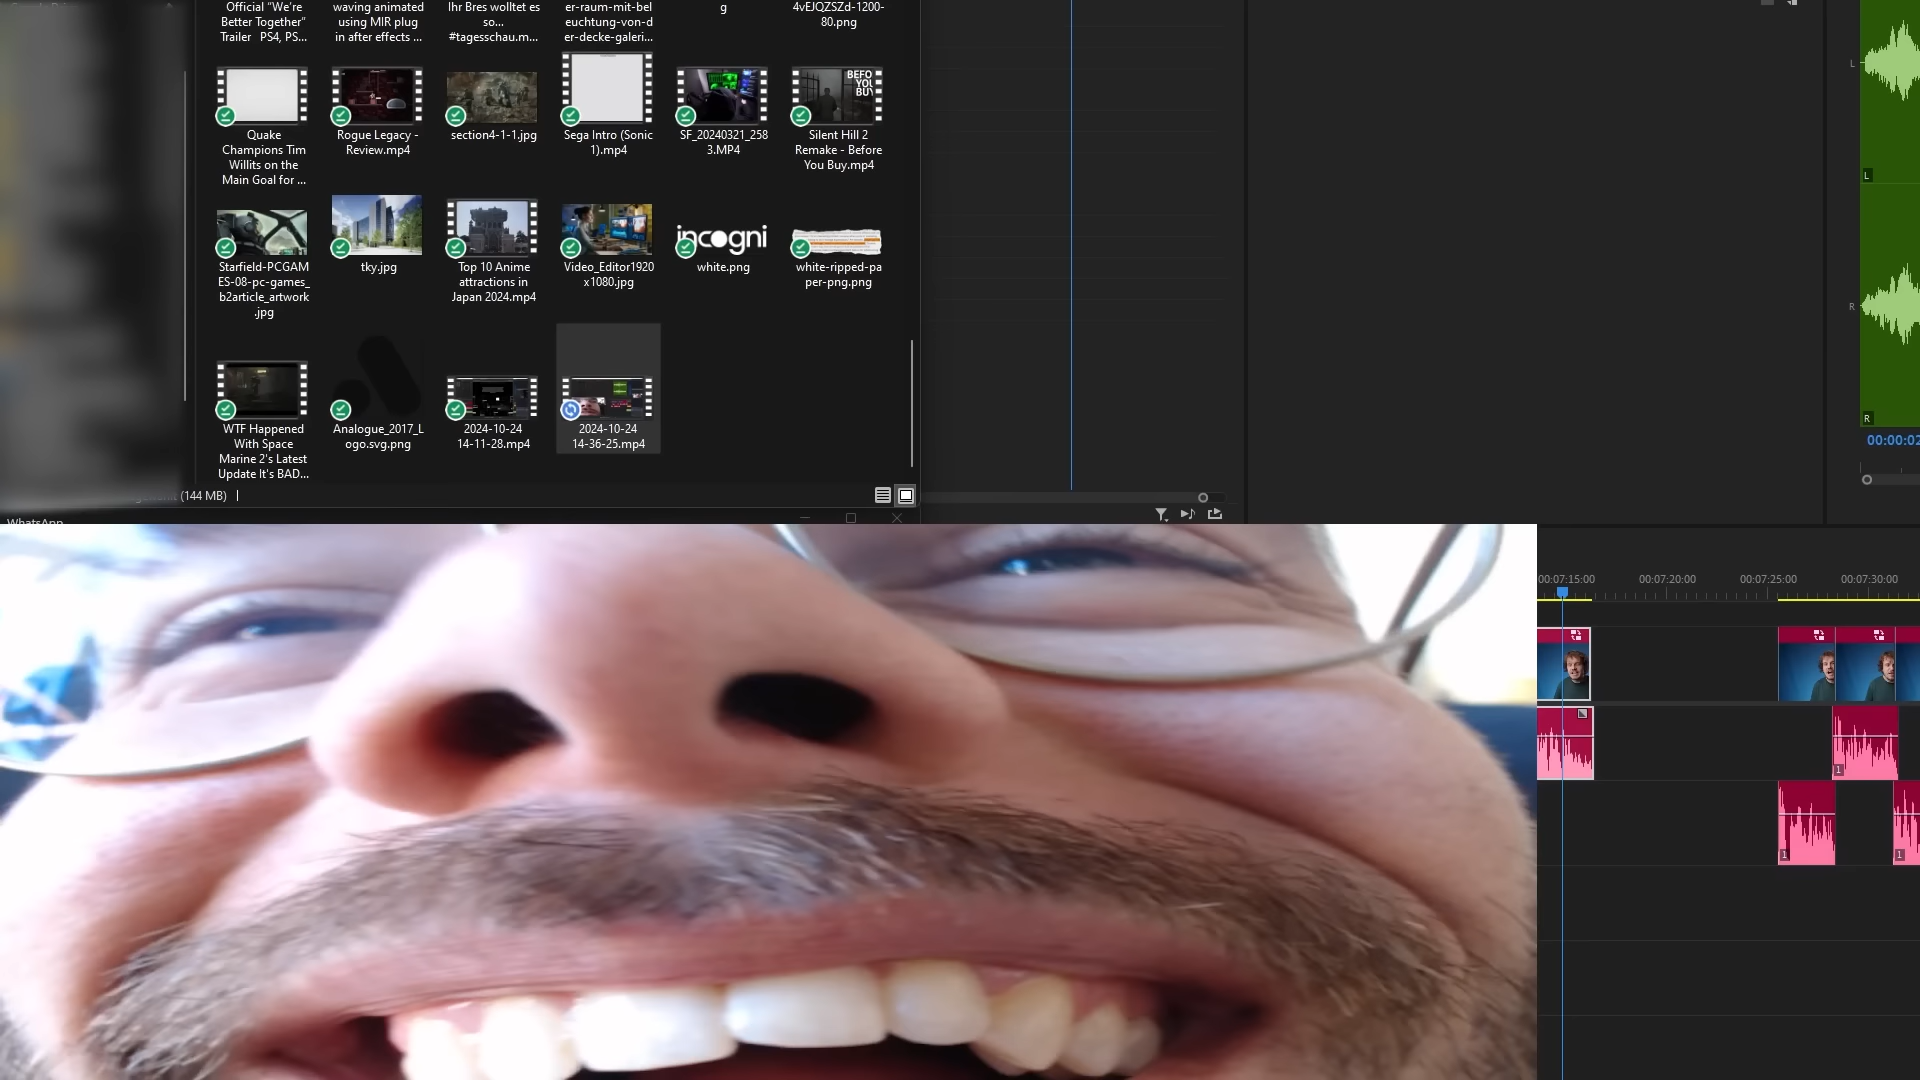 Official "We're
Better Together"
Trailer PS4, PS...
waving animated
using MIR plug
in after effects ...
Ihr Bres wolltet es
so...
#tagesschau.m...
er-raum-mit-bel
euchtung-von-d
er-decke-galeri...
g
4vEJQZSZd-1200-
80.png
Quake
Champions Tim
Willits on the
Main Goal for ...
Rogue Legacy -
Review.mp4
section4-1-1.jpg
Sega Intro (Sonic
1).mp4
SF_20240321_258
3.MP4
BEFO
YOU
BUY
Silent Hill 2
Remake - Before
You Buy.mp4
Starfield-PCGAM
ES-08-pc-games_
b2article_artwork
.jpg
tky.jpg
Top 10 Anime
attractions in
Japan 2024.mp4
Video_Editor1920
x1080.jpg
incogni
white.png
white-ripped-pa
per-png.png
WTF Happened
With Space
Marine 2's Latest
Update It's BAD...
Analogue_2017_L
ogo.svg.png
2024-10-24
14-11-28.mp4
2024-10-24
14-36-25.mp4
(144 MB)
WhatsApp
L
L
R
R
00:00:02
00:07:15:00
00:07:20:00
00:07:25:00
00:07:30:00
1
1
1